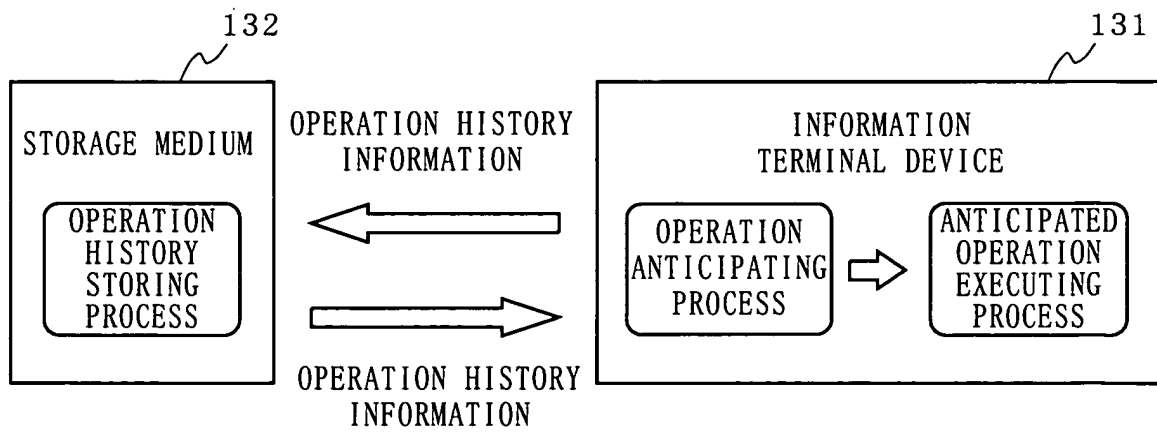 132
131
STORAGE MEDIUM
OPERATION
HISTORY
STORING
PROCESS
OPERATION HISTORY
INFORMATION
OPERATION HISTORY
INFORMATION
INFORMATION
TERMINAL DEVICE
OPERATION
ANTICIPATING
PROCESS
ANTICIPATED
OPERATION
EXECUTING
PROCESS